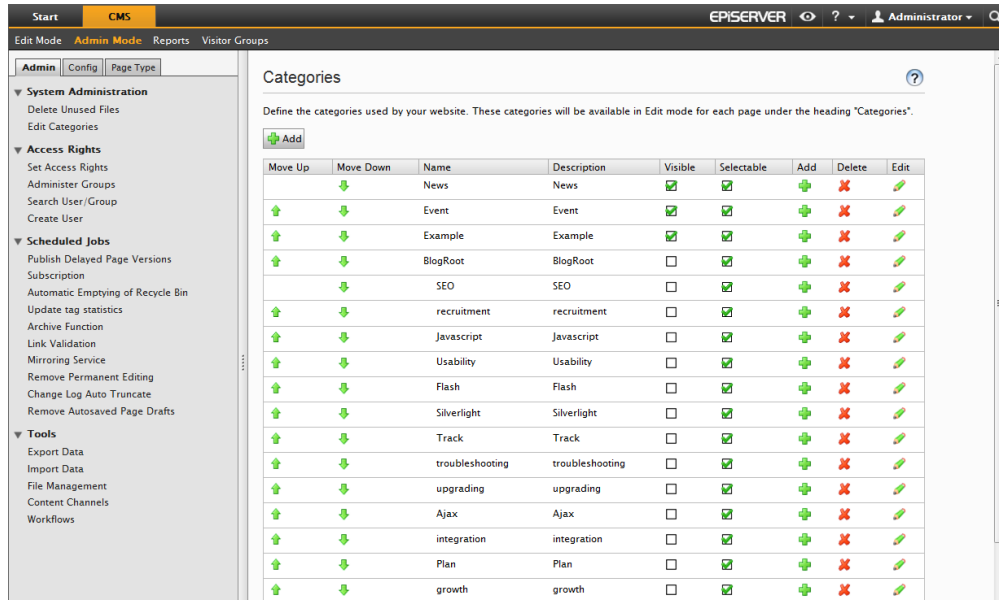 Start CMS EPiSERVER ? Administrator
Edit Mode Admin Mode Reports Visitor Groups
Admin Config Page Type
System Administration
Delete Unused Files
Edit Categories
Access Rights
Set Access Rights
Administer Groups
Search User/Group
Create User
Scheduled Jobs
Publish Delayed Page Versions
Subscription
Automatic Emptying of Recycle Bin
Update tag statistics
Archive Function
Link Validation
Mirroring Service
Remove Permanent Editing
Change Log Auto Truncate
Remove Autosaved Page Drafts
Tools
Export Data
Import Data
File Management
Content Channels
Workflows
Categories ?
Define the categories used by your website. These categories will be available in Edit mode for each page under the heading "Categories".
Add
Move Up Move Down Name Description Visible Selectable Add Delete Edit
News News
Event Event
Example Example
BlogRoot BlogRoot
SEO SEO
recruitment recruitment
Javascript Javascript
Usability Usability
Flash Flash
Silverlight Silverlight
Track Track
troubleshooting troubleshooting
upgrading upgrading
Ajax Ajax
integration integration
Plan Plan
growth growth